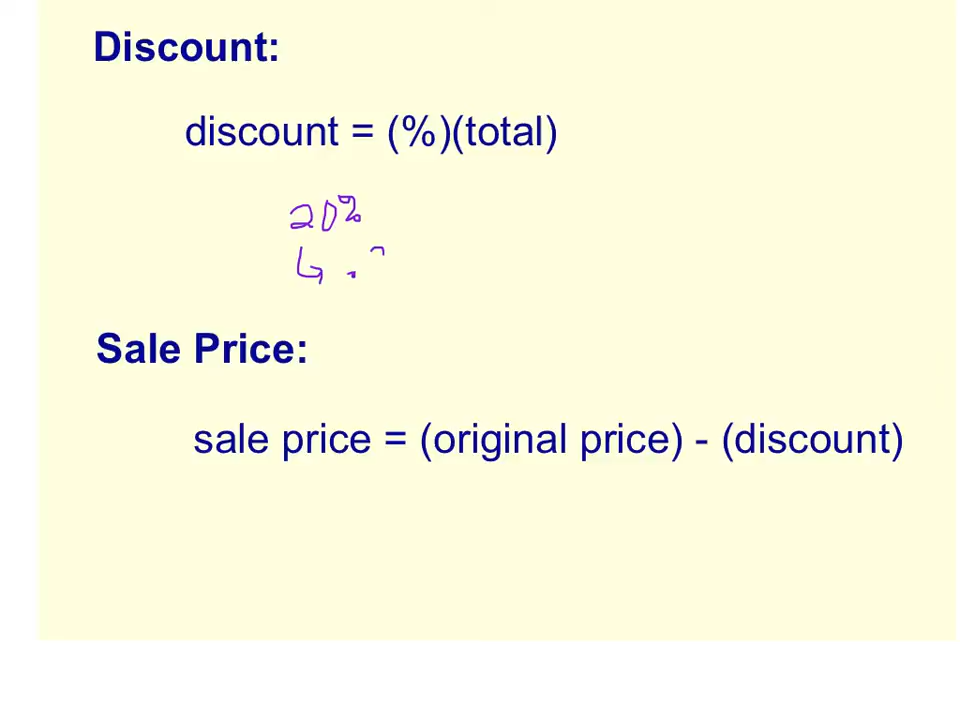 Discount:
discount = (%)(total)
20%
↳ .
Sale Price:
sale price = (original price) - (discount)